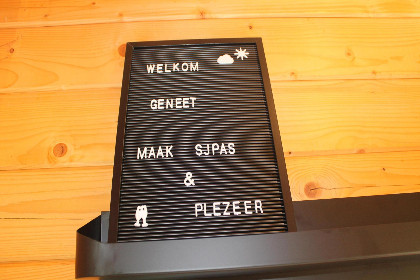 WELKOM
GENEET
MAAK SJPAS
&
PLEZEER